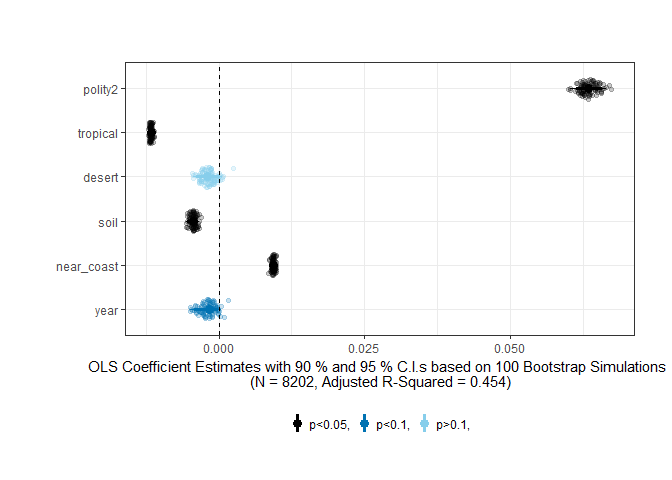 polity2
tropical
desert
soil
near_coast
year
0.000 0.025 0.050
OLS Coefficient Estimates with 90 % and 95 % C.I.s based on 100 Bootstrap Simulations
(N = 8202, Adjusted R-Squared = 0.454)
p<0.05, p<0.1, p>0.1,